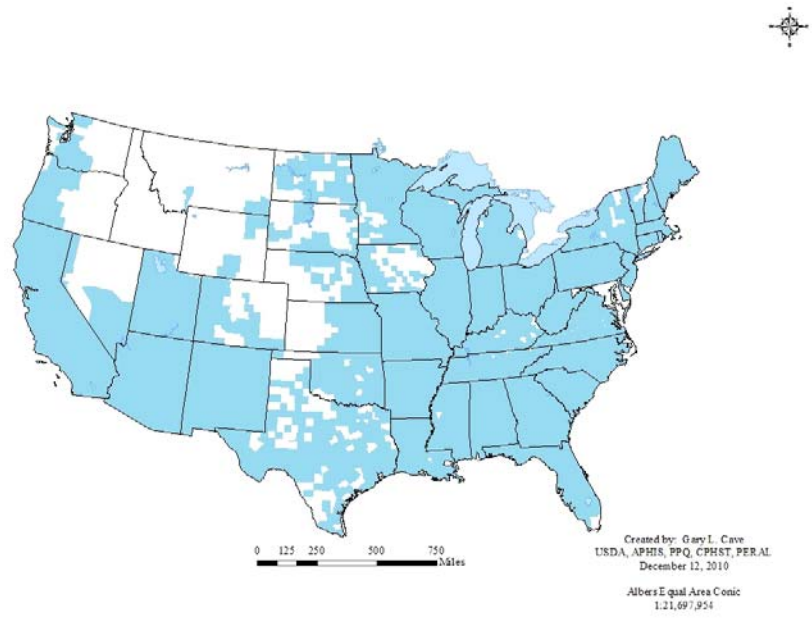 0 125 250 500 750
Miles
Created by: Gary L. Cave
USDA, APHIS, PPQ, CPHST, PERAL
December 12, 2010
Albers Equal Area Conic
1:21,697,954